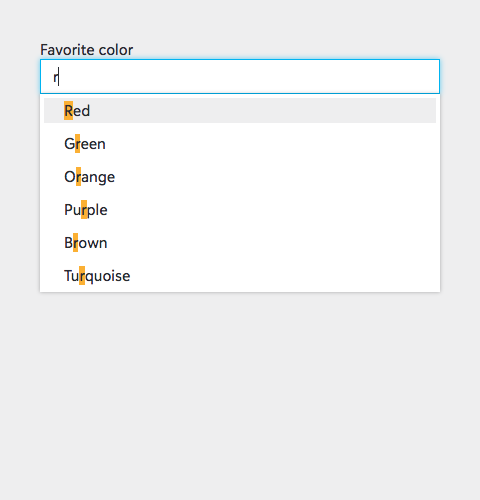 Favorite color
r
Red
Green
Orange
Purple
Brown
Turquoise